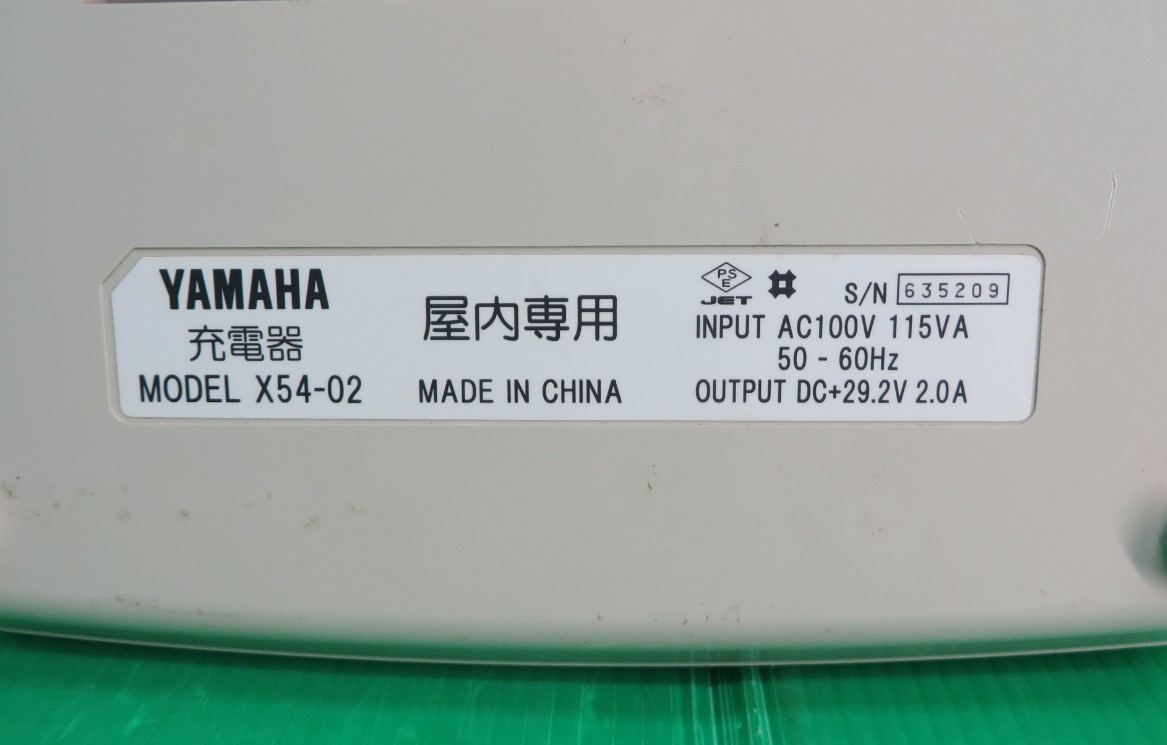 YAMAHA
充電器
MODEL X54-02
屋内専用
MADE IN CHINA
PSE
JET
S/N 635209
INPUT AC100V 115VA
50 - 60Hz
OUTPUT DC+29.2V 2.0A